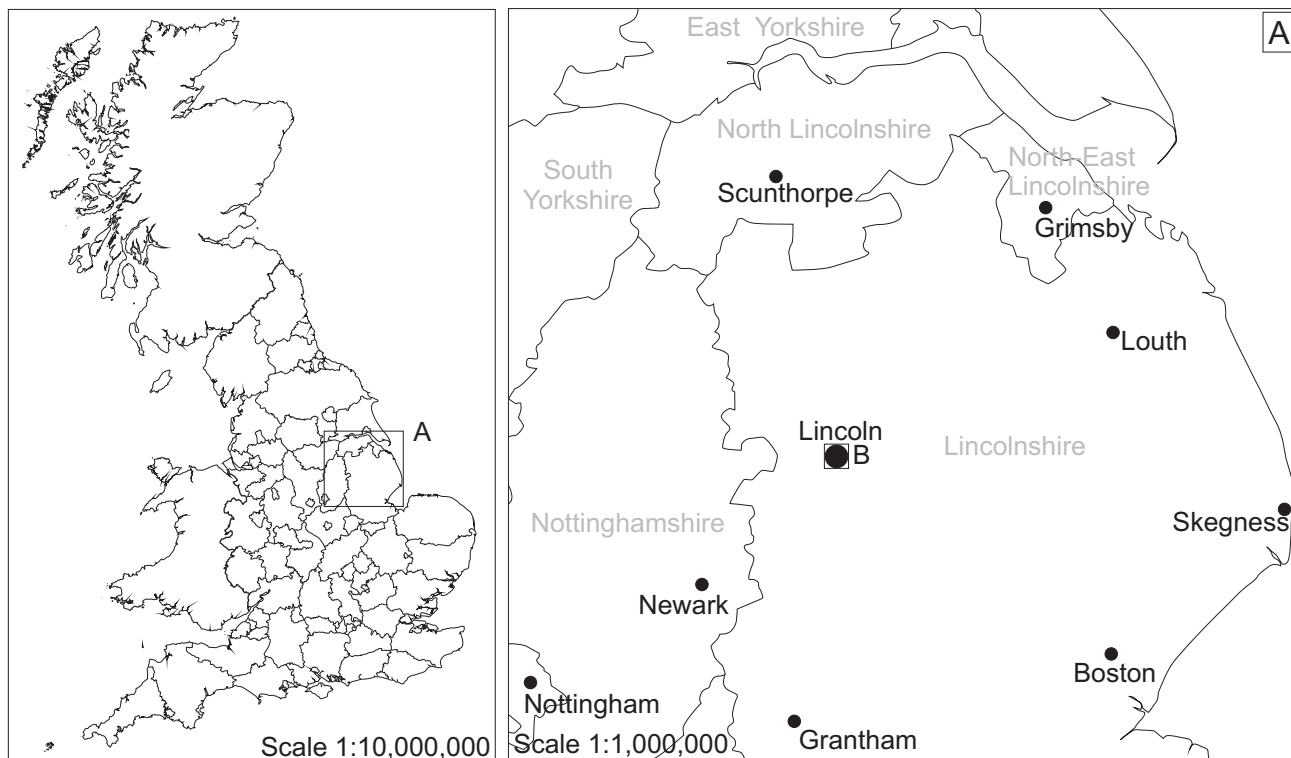 A
Scale 1:10,000,000
A
East Yorkshire
North Lincolnshire
South
Yorkshire
North-East
Lincolnshire
Scunthorpe
Grimsby
Louth
Lincoln
B
Lincolnshire
Nottinghamshire
Skegness
Newark
Boston
Nottingham
Grantham
Scale 1:1,000,000